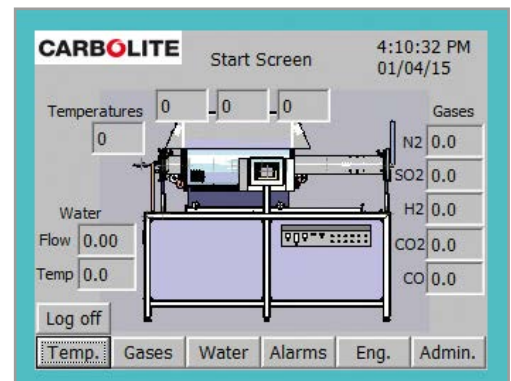 CARBOLITE
Start Screen
4:10:32 PM
01/04/15
Temperatures
0
0
0
0
Gases
N2 0.0
SO2 0.0
H2 0.0
CO2 0.0
CO 0.0
Water
Flow 0.00
Temp 0.0
Log off
Temp. Gases Water Alarms Eng. Admin.